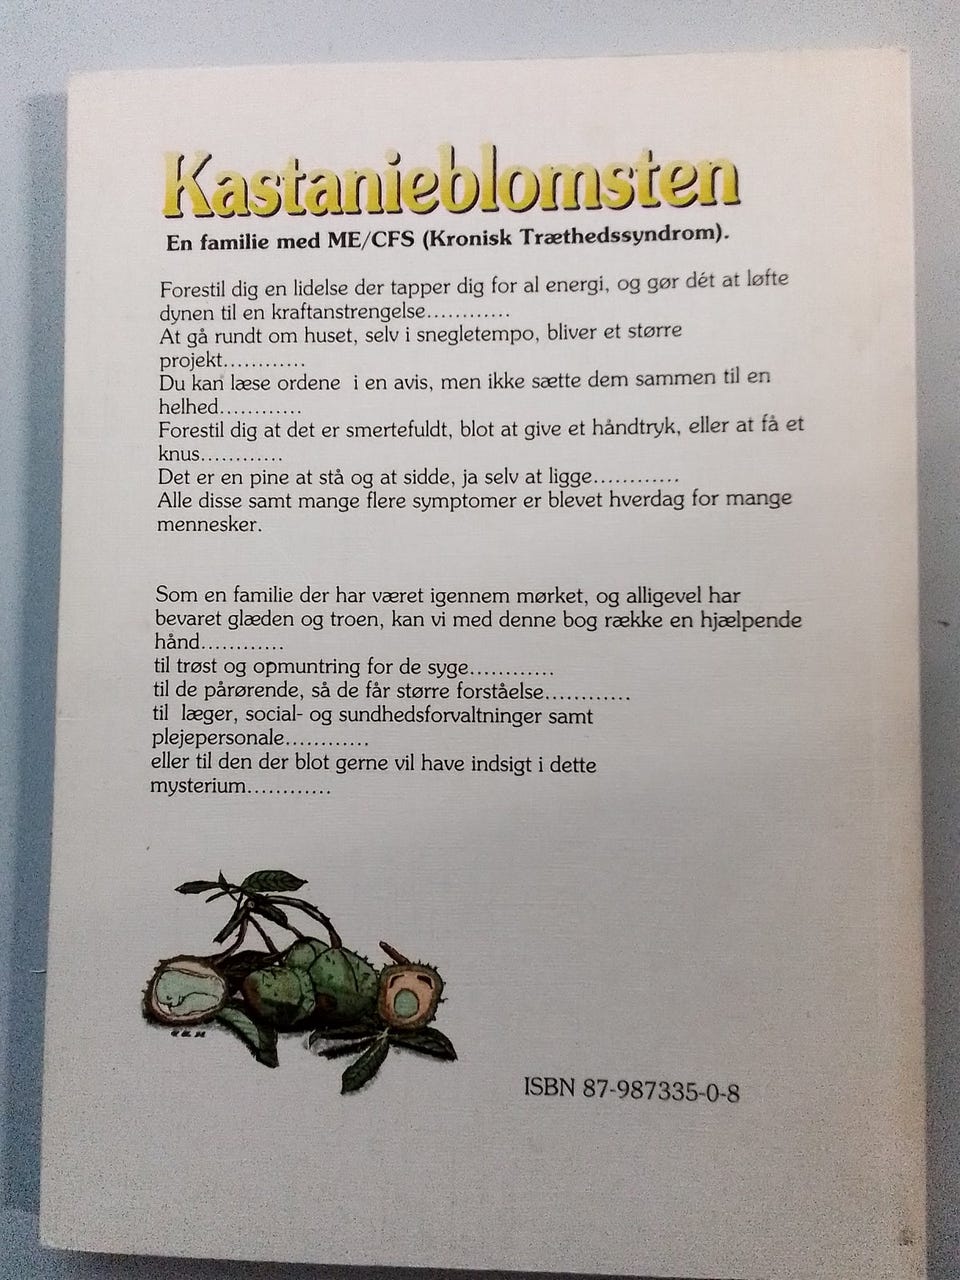 Kastanieblomsten
En familie med ME/CFS (Kronisk Træthedssyndrom).
Forestil dig en lidelse der tapper dig for al energi, og gør dét at løfte
dynen til en kraftanstrengelse............
At gå rundt om huset, selv i snegletempo, bliver et større
projekt............
Du kan læse ordene i en avis, men ikke sætte dem sammen til en
helhed............
Forestil dig at det er smertefuldt, blot at give et håndtryk, eller at få et
knus............
Det er en pine at stå og at sidde, ja selv at ligge............
Alle disse samt mange flere symptomer er blevet hverdag for mange
mennesker.
Som en familie der har været igennem mørket, og alligevel har
bevaret glæden og troen, kan vi med denne bog række en hjælpende
hånd............
til trøst og opmuntring for de syge............
til de pårørende, så de får større forståelse............
til læger, social- og sundhedsforvaltninger samt
plejepersonale............
eller til den der blot gerne vil have indsigt i dette
mysterium............
ISBN 87-987335-0-8